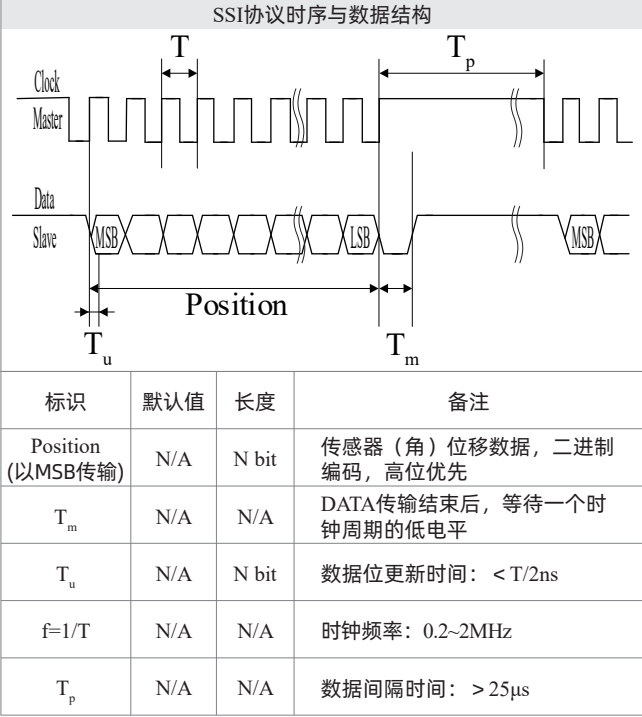 SSI协议时序与数据结构
T
Tp
Clock
Master
Data
Slave
MSB
LSB
MSB
Position
Tu
Tm
标识 默认值 长度 备注
Position
(以MSB传输) N/A N bit 传感器（角）位移数据，二进制
编码，高位优先
Tm N/A N/A DATA传输结束后，等待一个时
钟周期的低电平
Tu N/A N bit 数据位更新时间：＜T/2ns
f=1/T N/A N/A 时钟频率：0.2~2MHz
Tp N/A N/A 数据间隔时间：＞25μs